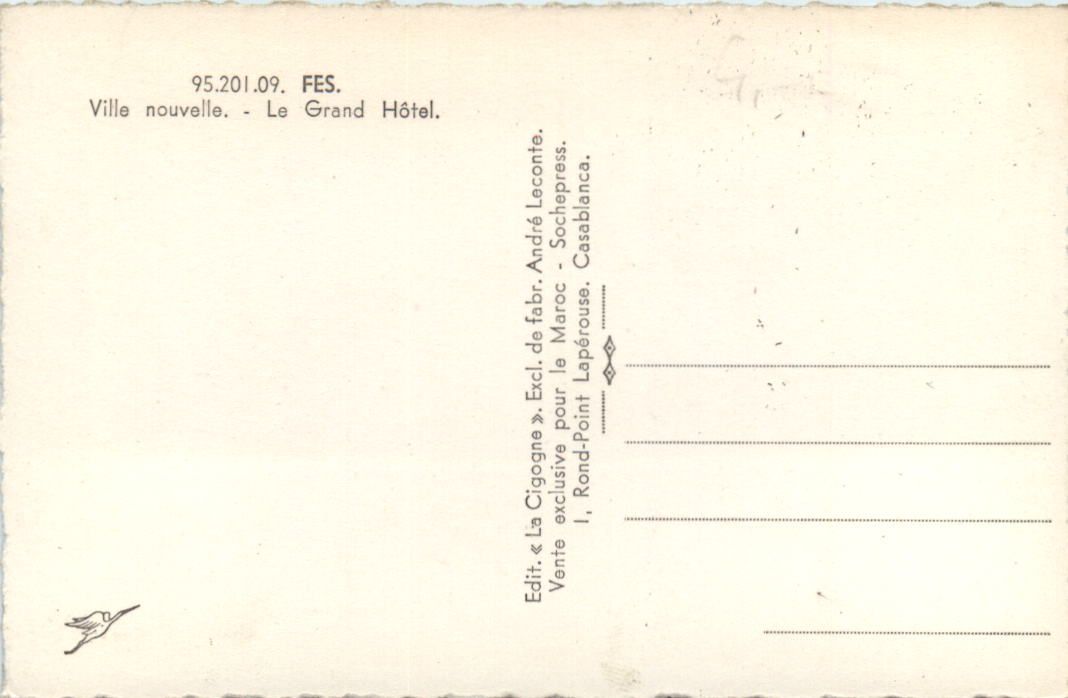 95.201.09. FES.
Ville nouvelle. - Le Grand Hôtel.
Edit. « La Cigogne ». Excl. de fabr. André Leconte.
Vente exclusive pour le Maroc - Sochepress.
1, Rond-Point Lapérouse. Casablanca.